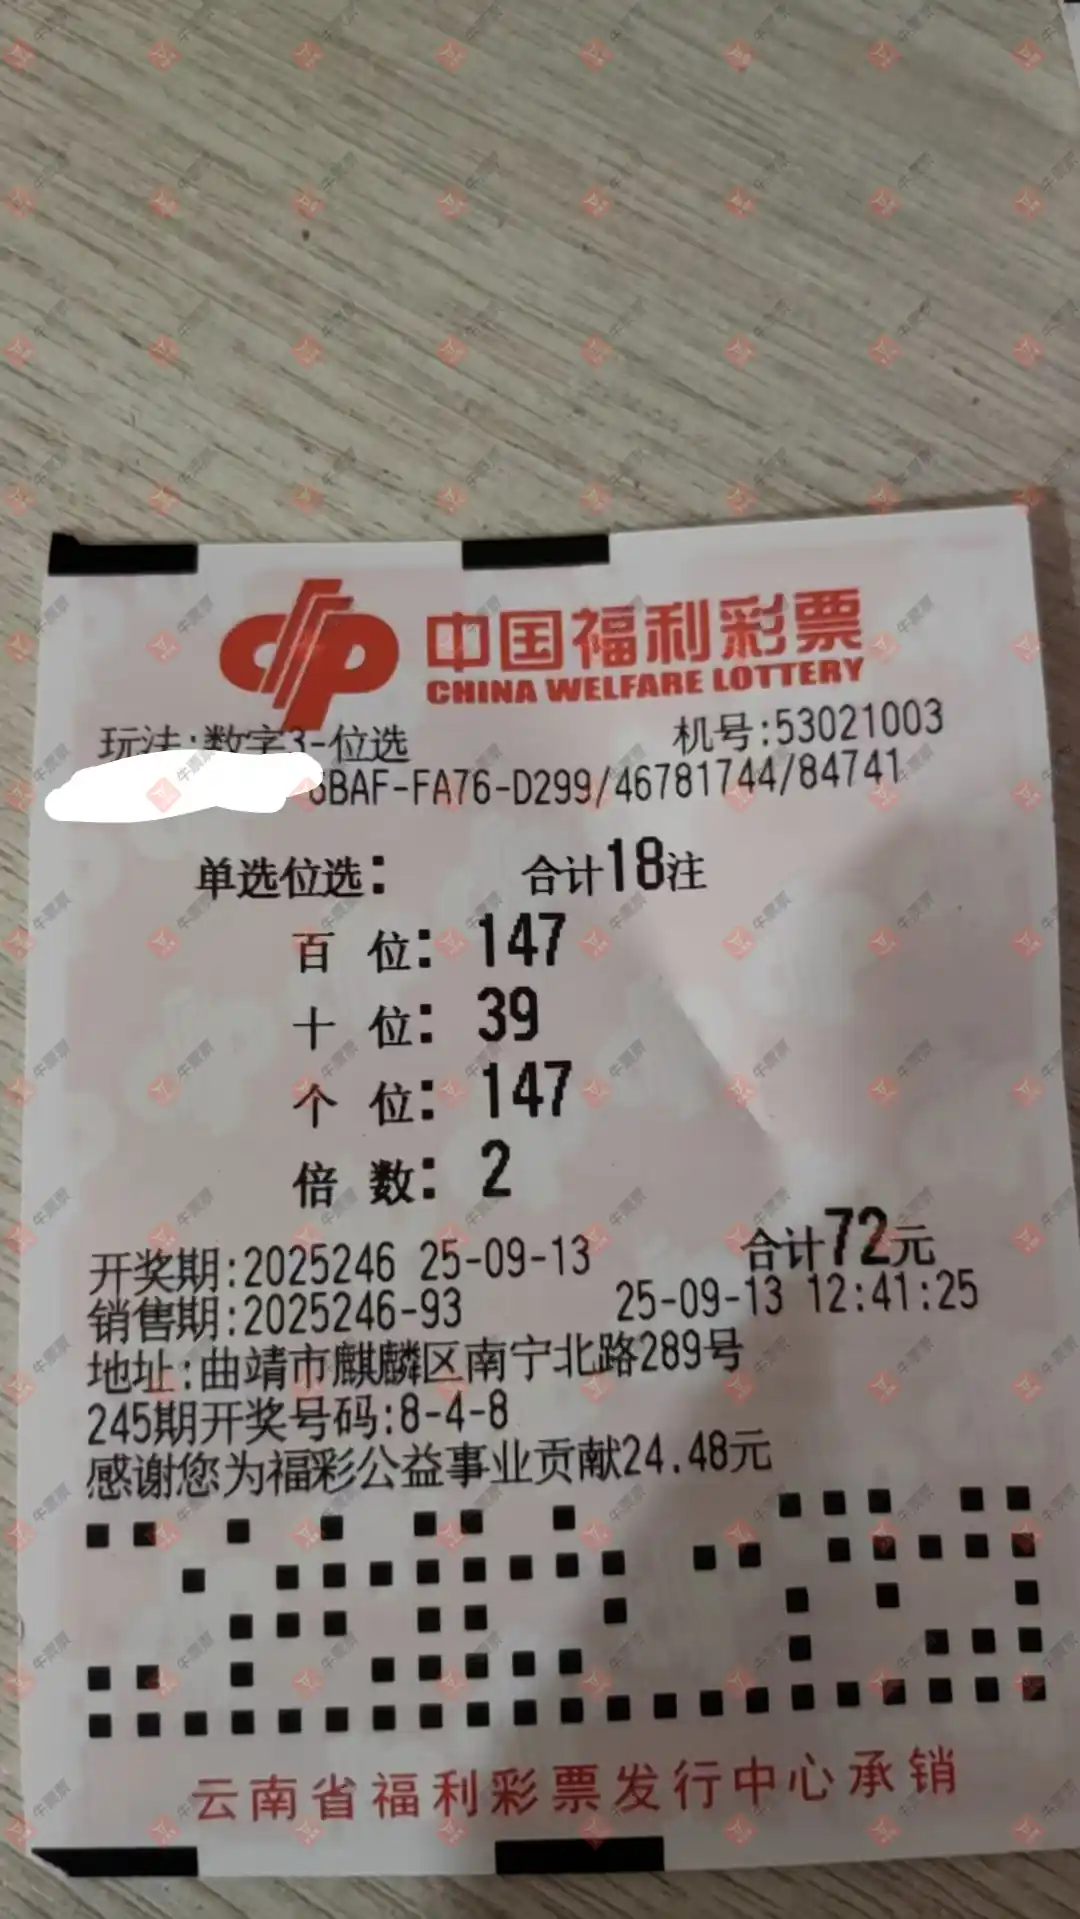 中国福利彩票
CHINA WELFARE LOTTERY
玩法:数字3-位选 机号:53021003
6BAF-FA76-D299/46781744/84741
单选位选: 合计18注
百 位: 147
十 位: 39
个 位: 147
倍 数: 2
合计72元
开奖期:2025246 25-09-13
销售期:2025246-93 25-09-13 12:41:25
地址:曲靖市麒麟区南宁北路289号
245期开奖号码:8-4-8
感谢您为福彩公益事业贡献24.48元
云南省福利彩票发行中心承销
牛票票